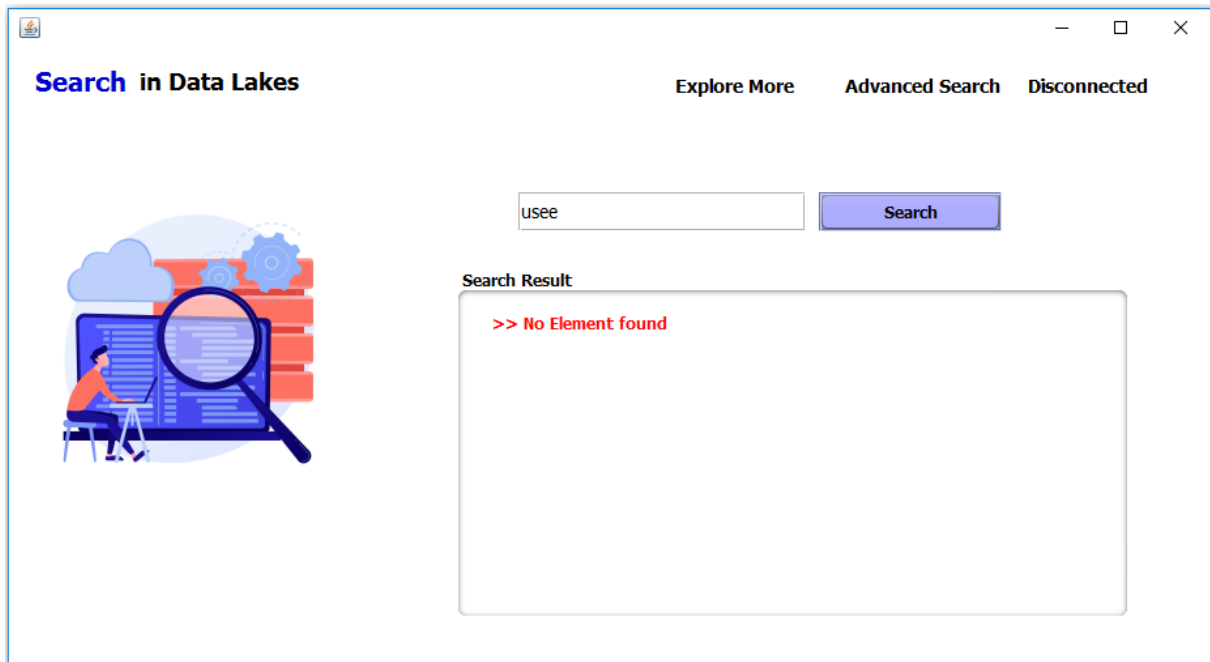 Search in Data Lakes
Explore More Advanced Search Disconnected
usee Search
Search Result
>> No Element found